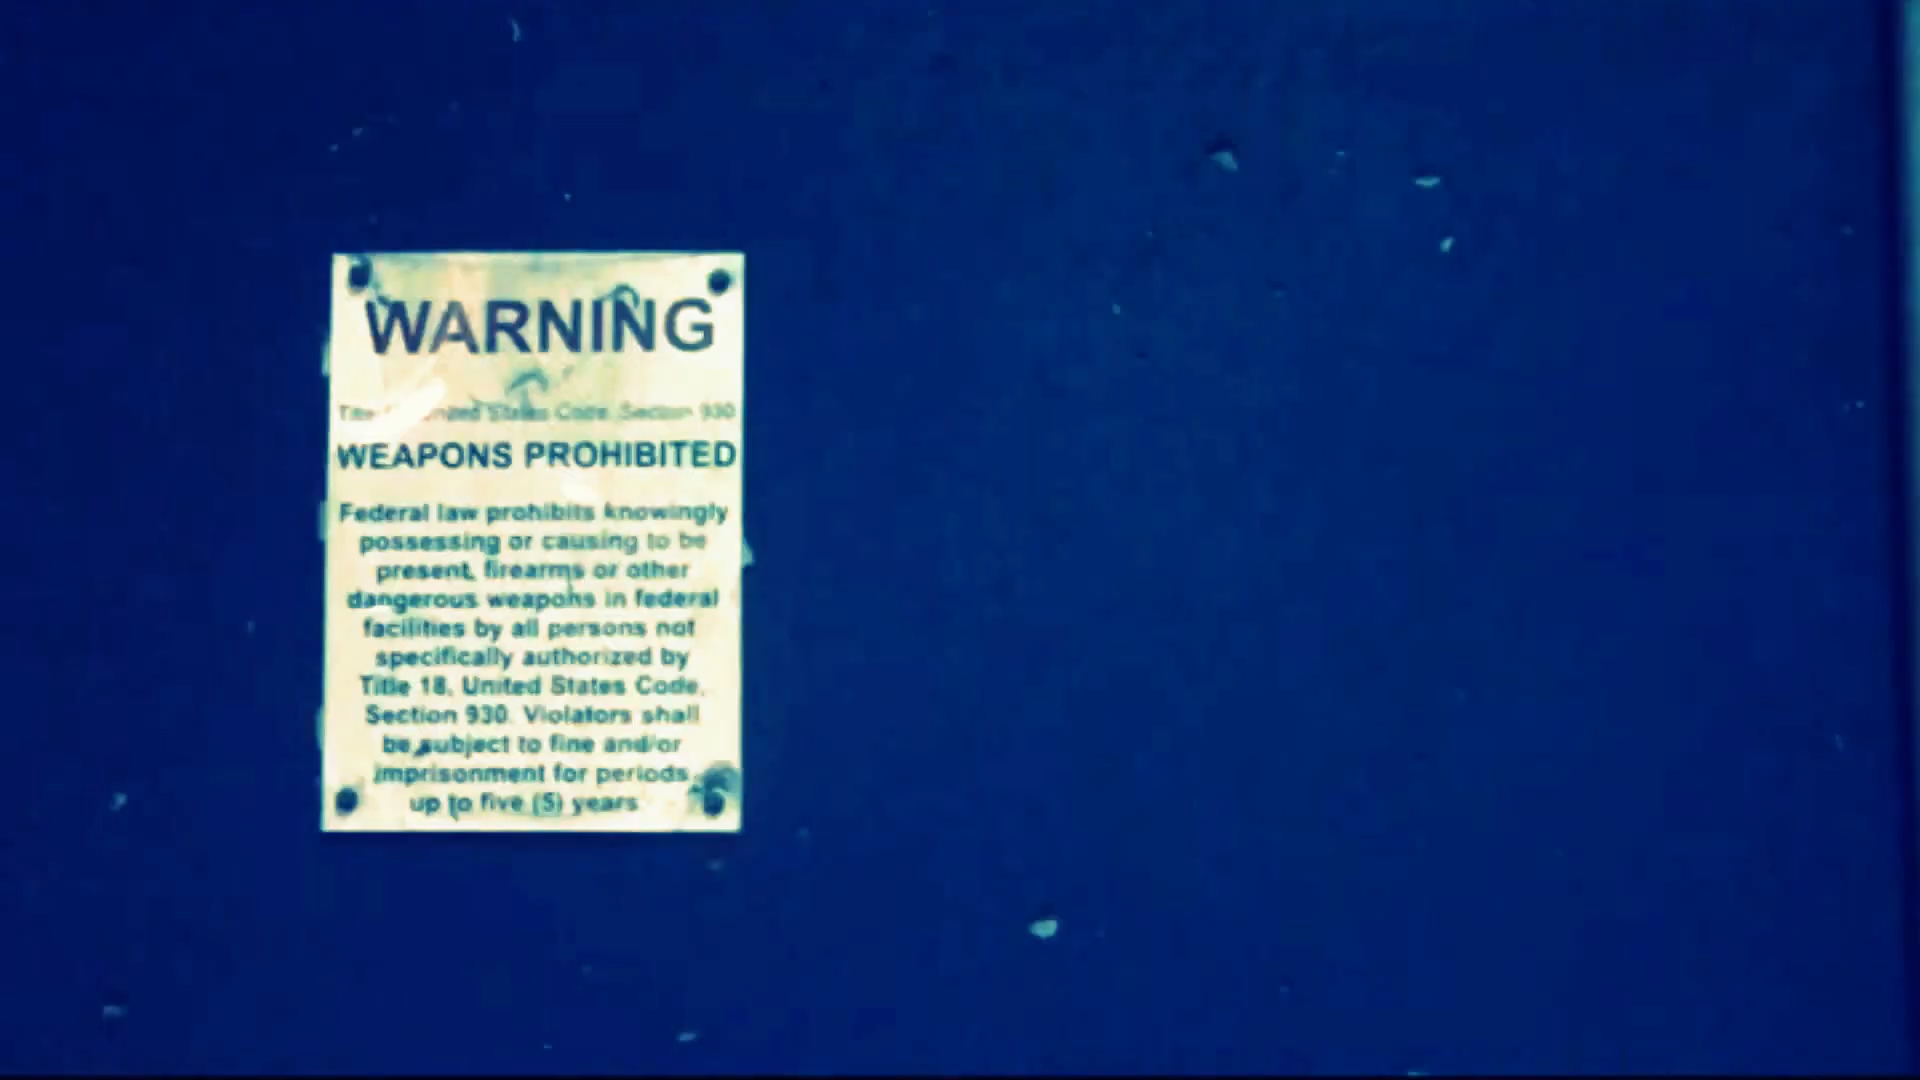 WARNING
Title United States Code, Section 930
WEAPONS PROHIBITED
Federal law prohibits knowingly
possessing or causing to be
present, firearms or other
dangerous weapons in federal
facilities by all persons not
specifically authorized by
Title 18, United States Code,
Section 930. Violators shall
be subject to fine and/or
imprisonment for periods
up to five (5) years